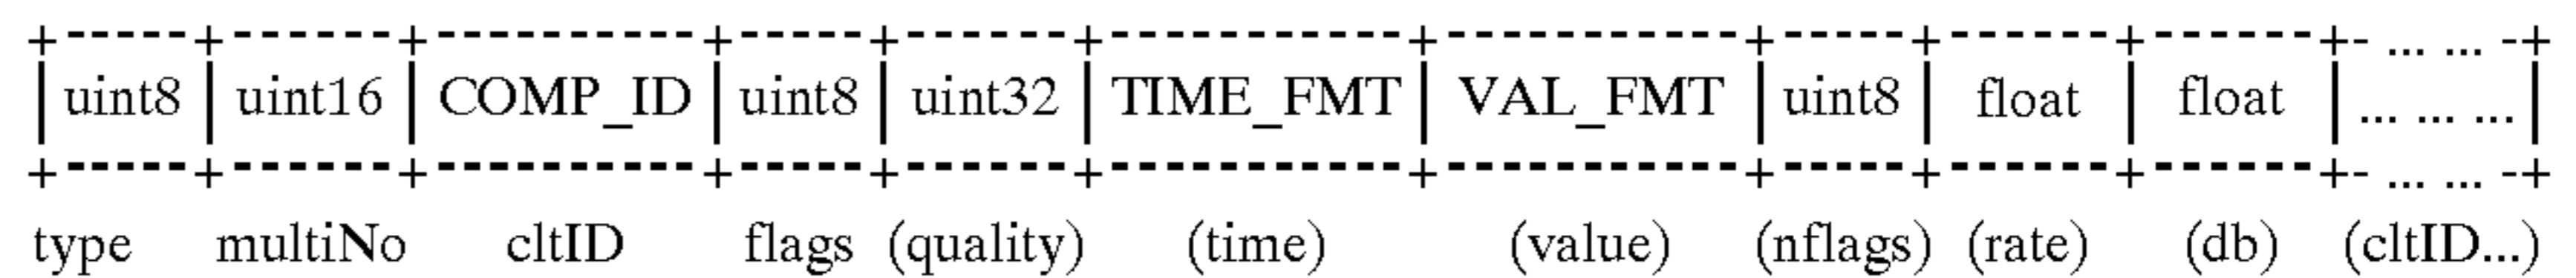 +-----+------+----------+-----+------+-----------+-----------+-----+------+------+- ... ... -+
| uint8 | uint16 | COMP_ID | uint8 | uint32 | TIME_FMT | VAL_FMT | uint8 | float | float | ... ... ... |
+-----+------+----------+-----+------+-----------+-----------+-----+------+------+- ... ... -+
type multiNo cltID flags (quality) (time) (value) (nflags) (rate) (db) (cltID...)